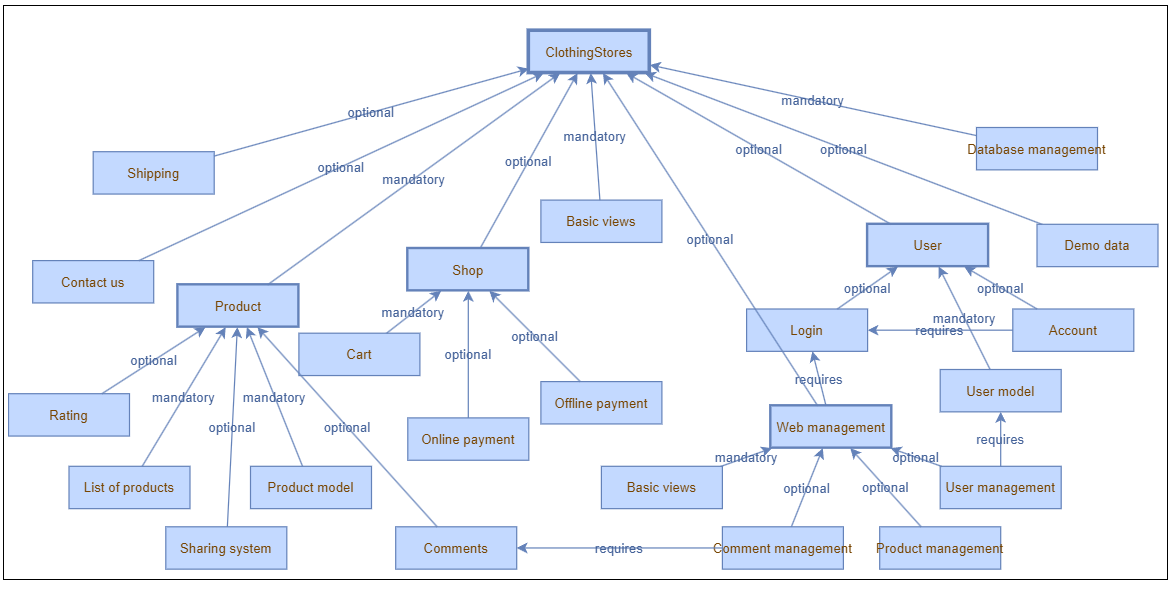 ClothingStores
optional
mandatory
mandatory
Database management
optional
optional
optional
optional
Shipping
mandatory
Basic views
optional
User
Demo data
Contact us
Shop
optional
optional
Product
mandatory
mandatory
Login
requires
Account
optional
optional
Cart
optional
requires
User model
mandatory
mandatory
Rating
Offline payment
optional
optional
Web management
Online payment
requires
mandatory
optional
List of products
Product model
Basic views
optional
optional
User management
Sharing system
Comments
requires
Comment management
Product management